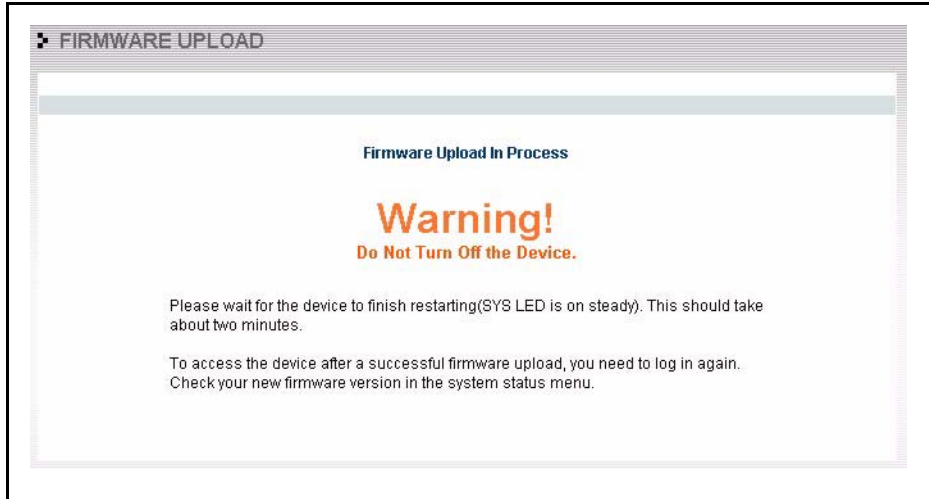 FIRMWARE UPLOAD
Firmware Upload In Process
Warning!
Do Not Turn Off the Device.
Please wait for the device to finish restarting(SYS LED is on steady). This should take
about two minutes.
To access the device after a successful firmware upload, you need to log in again.
Check your new firmware version in the system status menu.